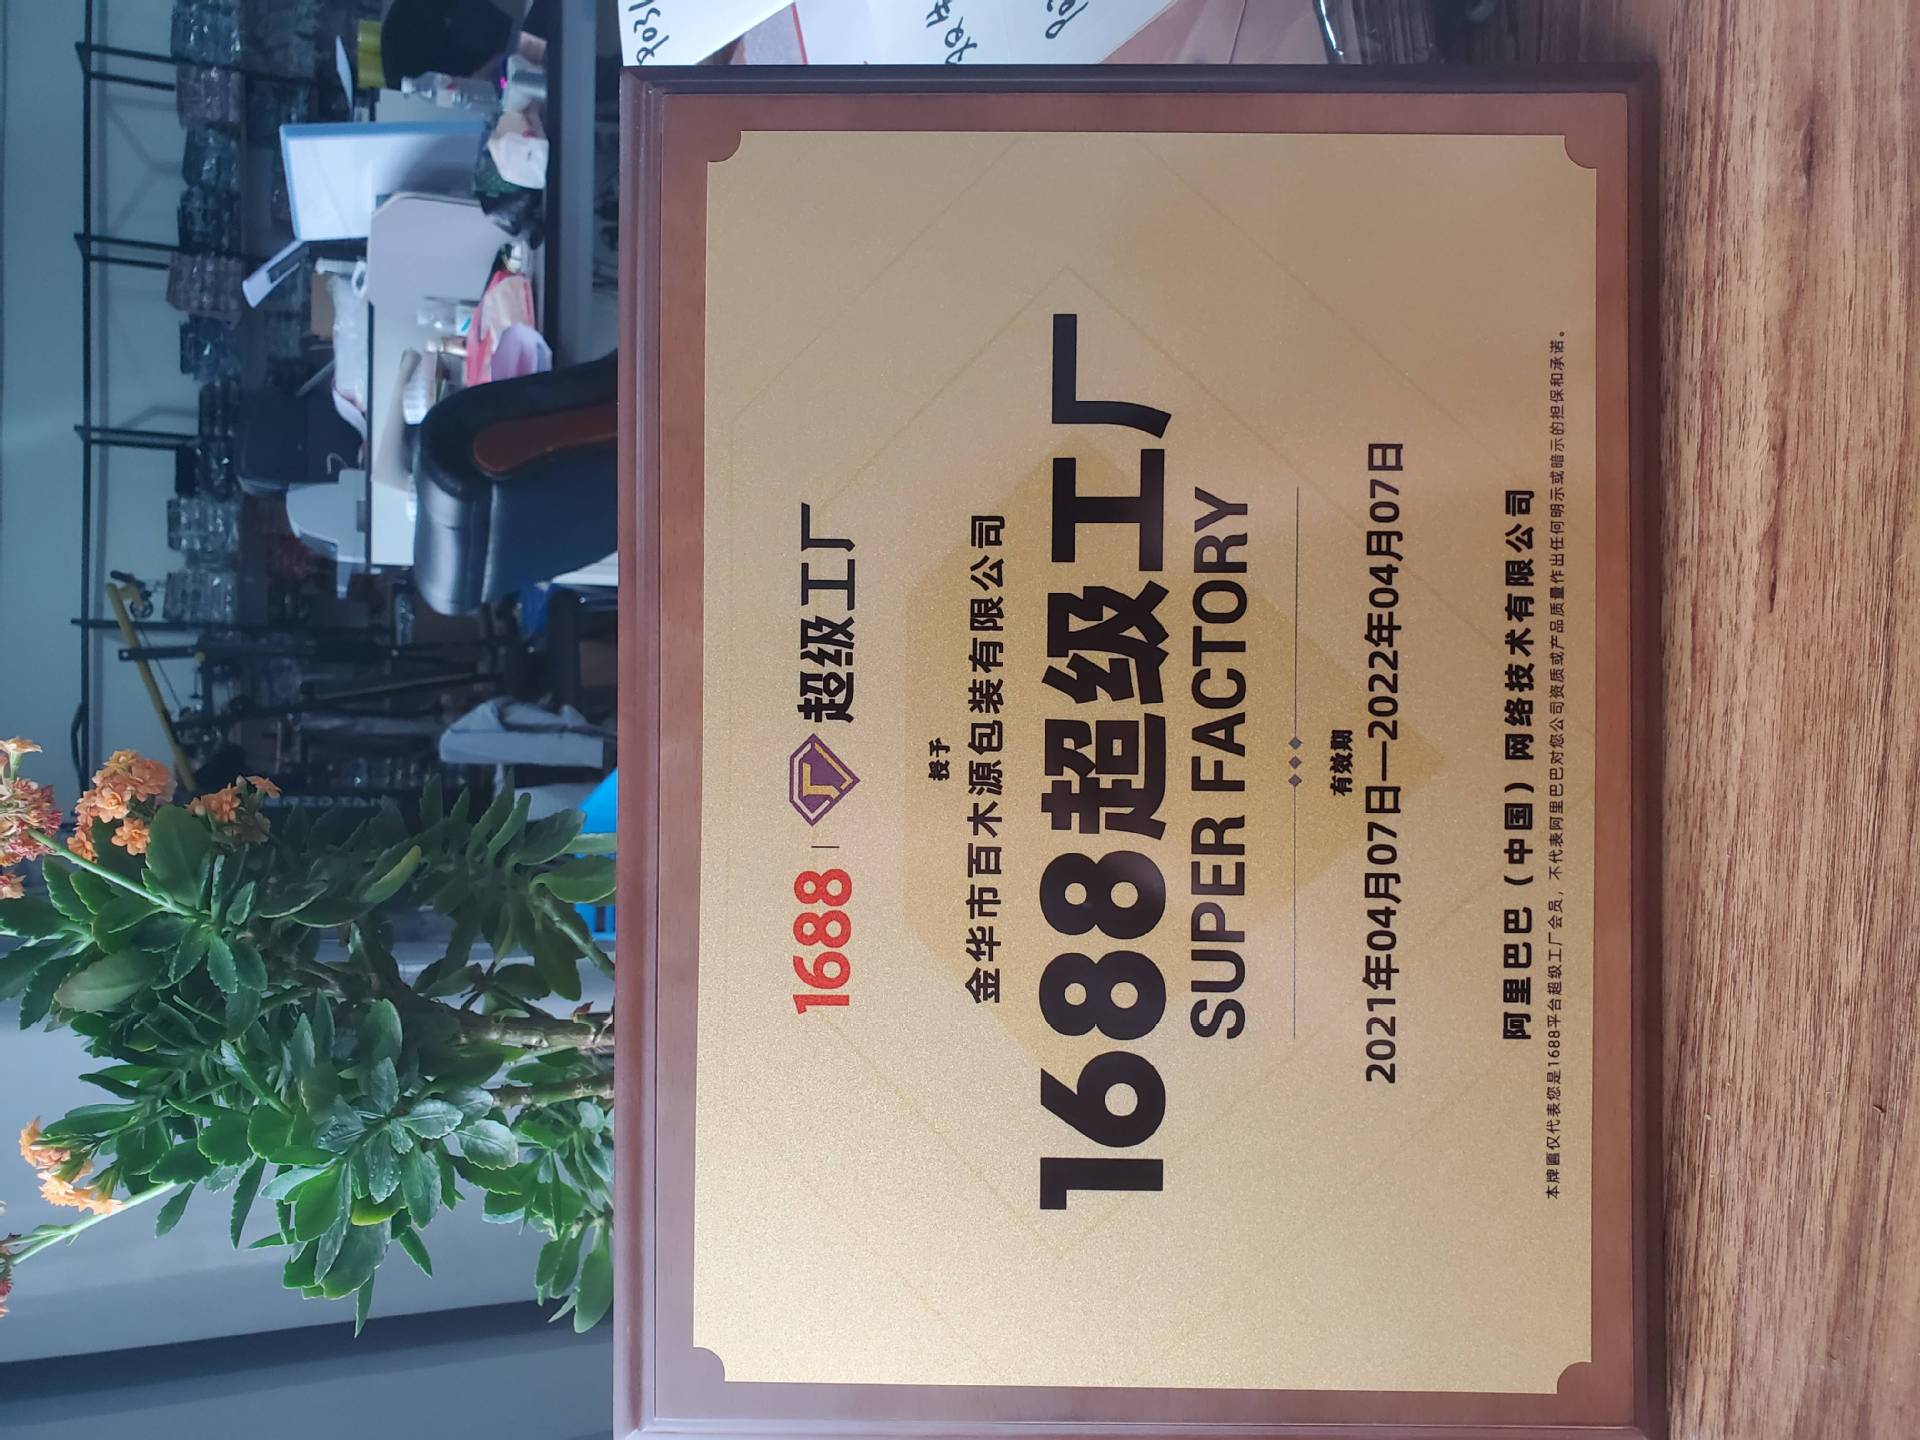 1688 | 超级工厂
授予
金华市百木源包装有限公司
1688超级工厂
SUPER FACTORY
有效期
2021年04月07日—2022年04月07日
阿里巴巴（中国）网络技术有限公司
本牌匾仅代表您是1688平台超级工厂会员，不代表阿里巴巴对您公司资质或产品质量作出任何明示或暗示的担保和承诺。